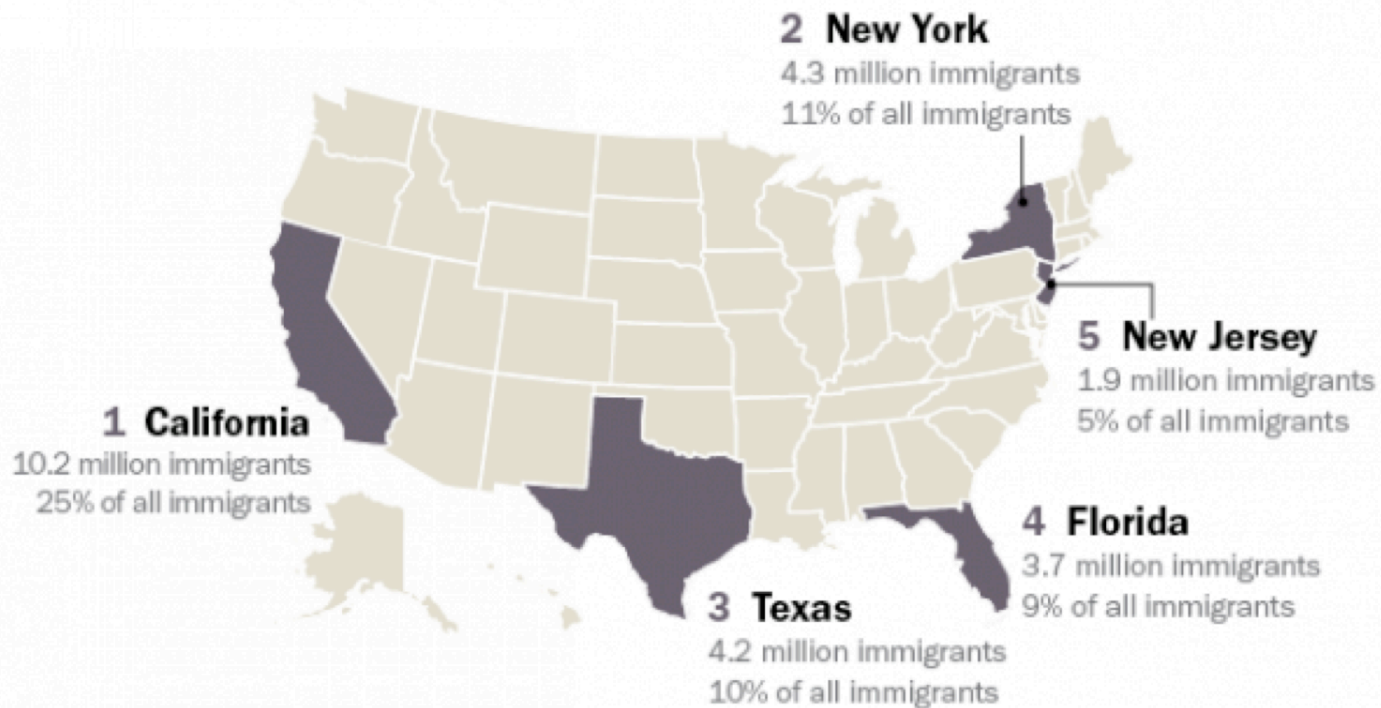 2 New York
4.3 million immigrants
11% of all immigrants
5 New Jersey
1.9 million immigrants
5% of all immigrants
1 California
10.2 million immigrants
25% of all immigrants
4 Florida
3.7 million immigrants
9% of all immigrants
3 Texas
4.2 million immigrants
10% of all immigrants